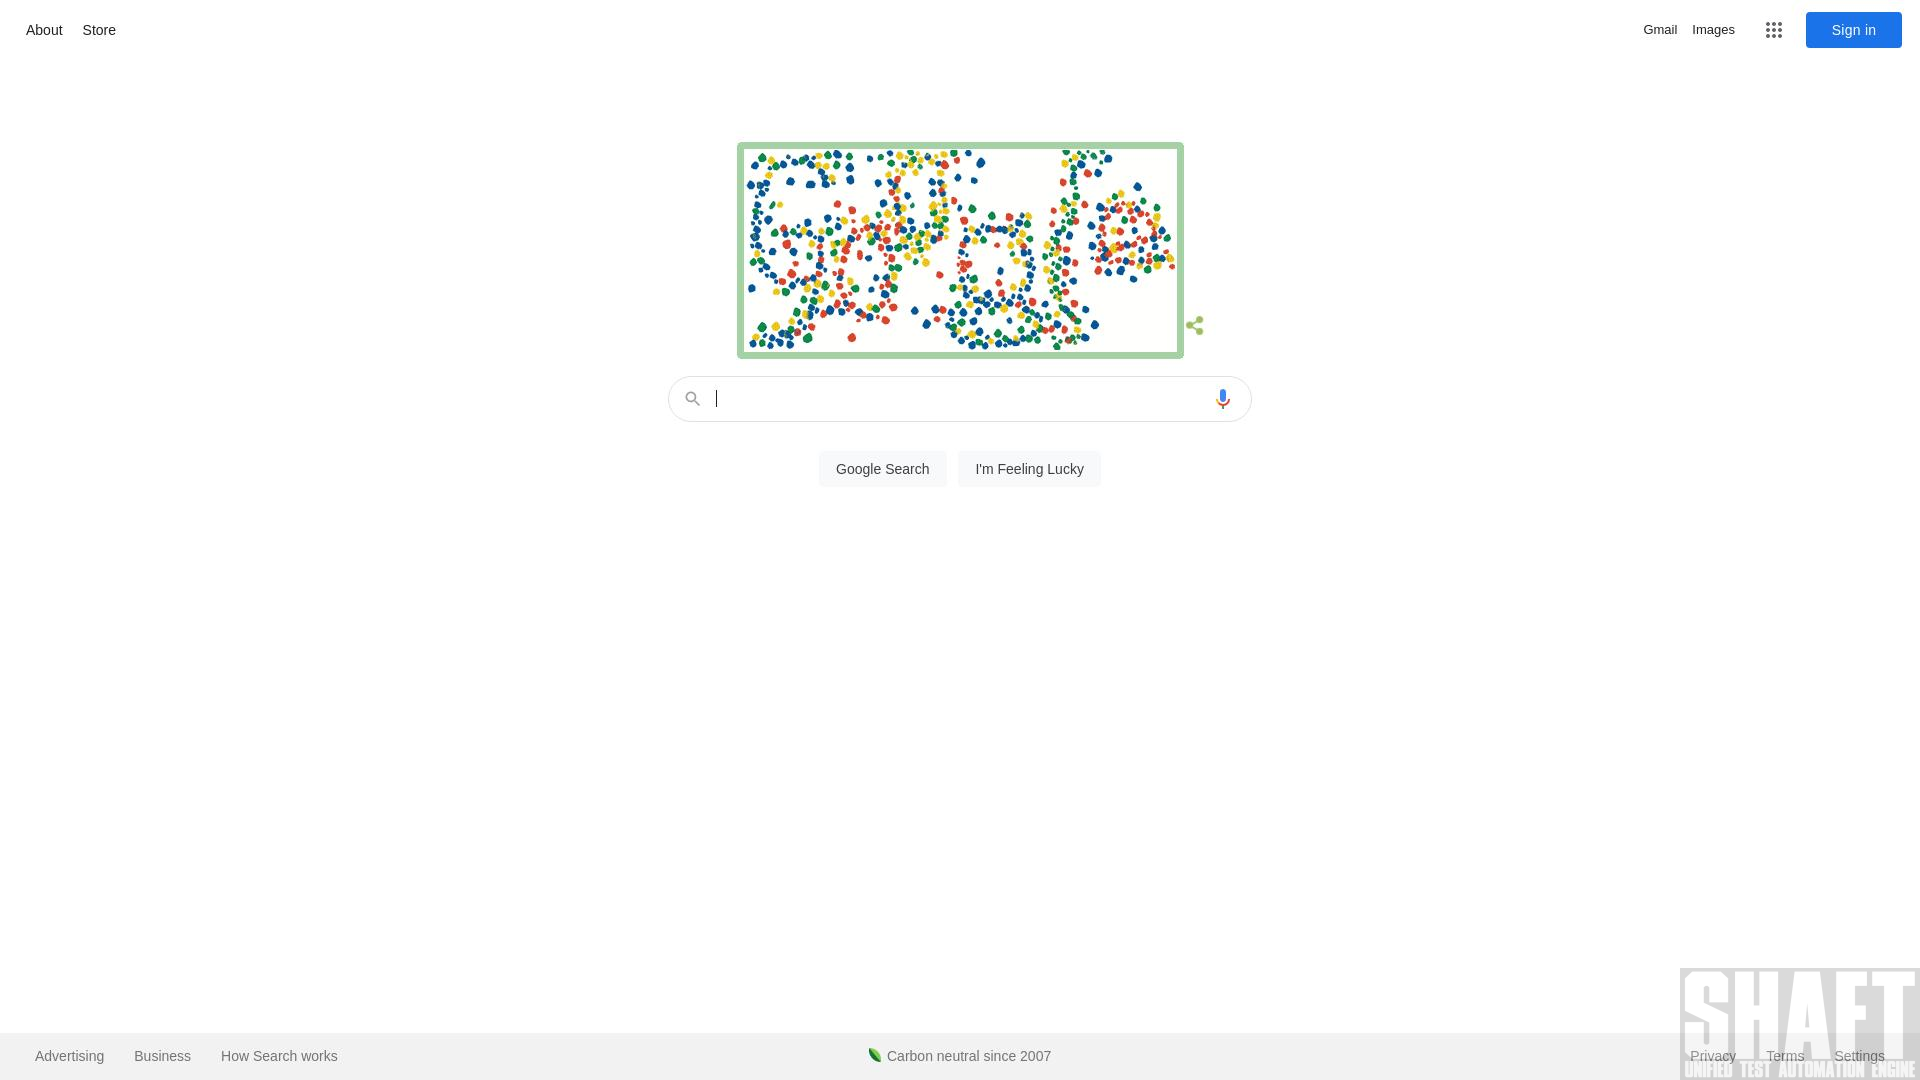 About Store
Gmail Images Sign in
Google Search I'm Feeling Lucky
Advertising Business How Search works
Carbon neutral since 2007
Privacy Terms Settings
SHAFT
UNIFIED TEST AUTOMATION ENGINE